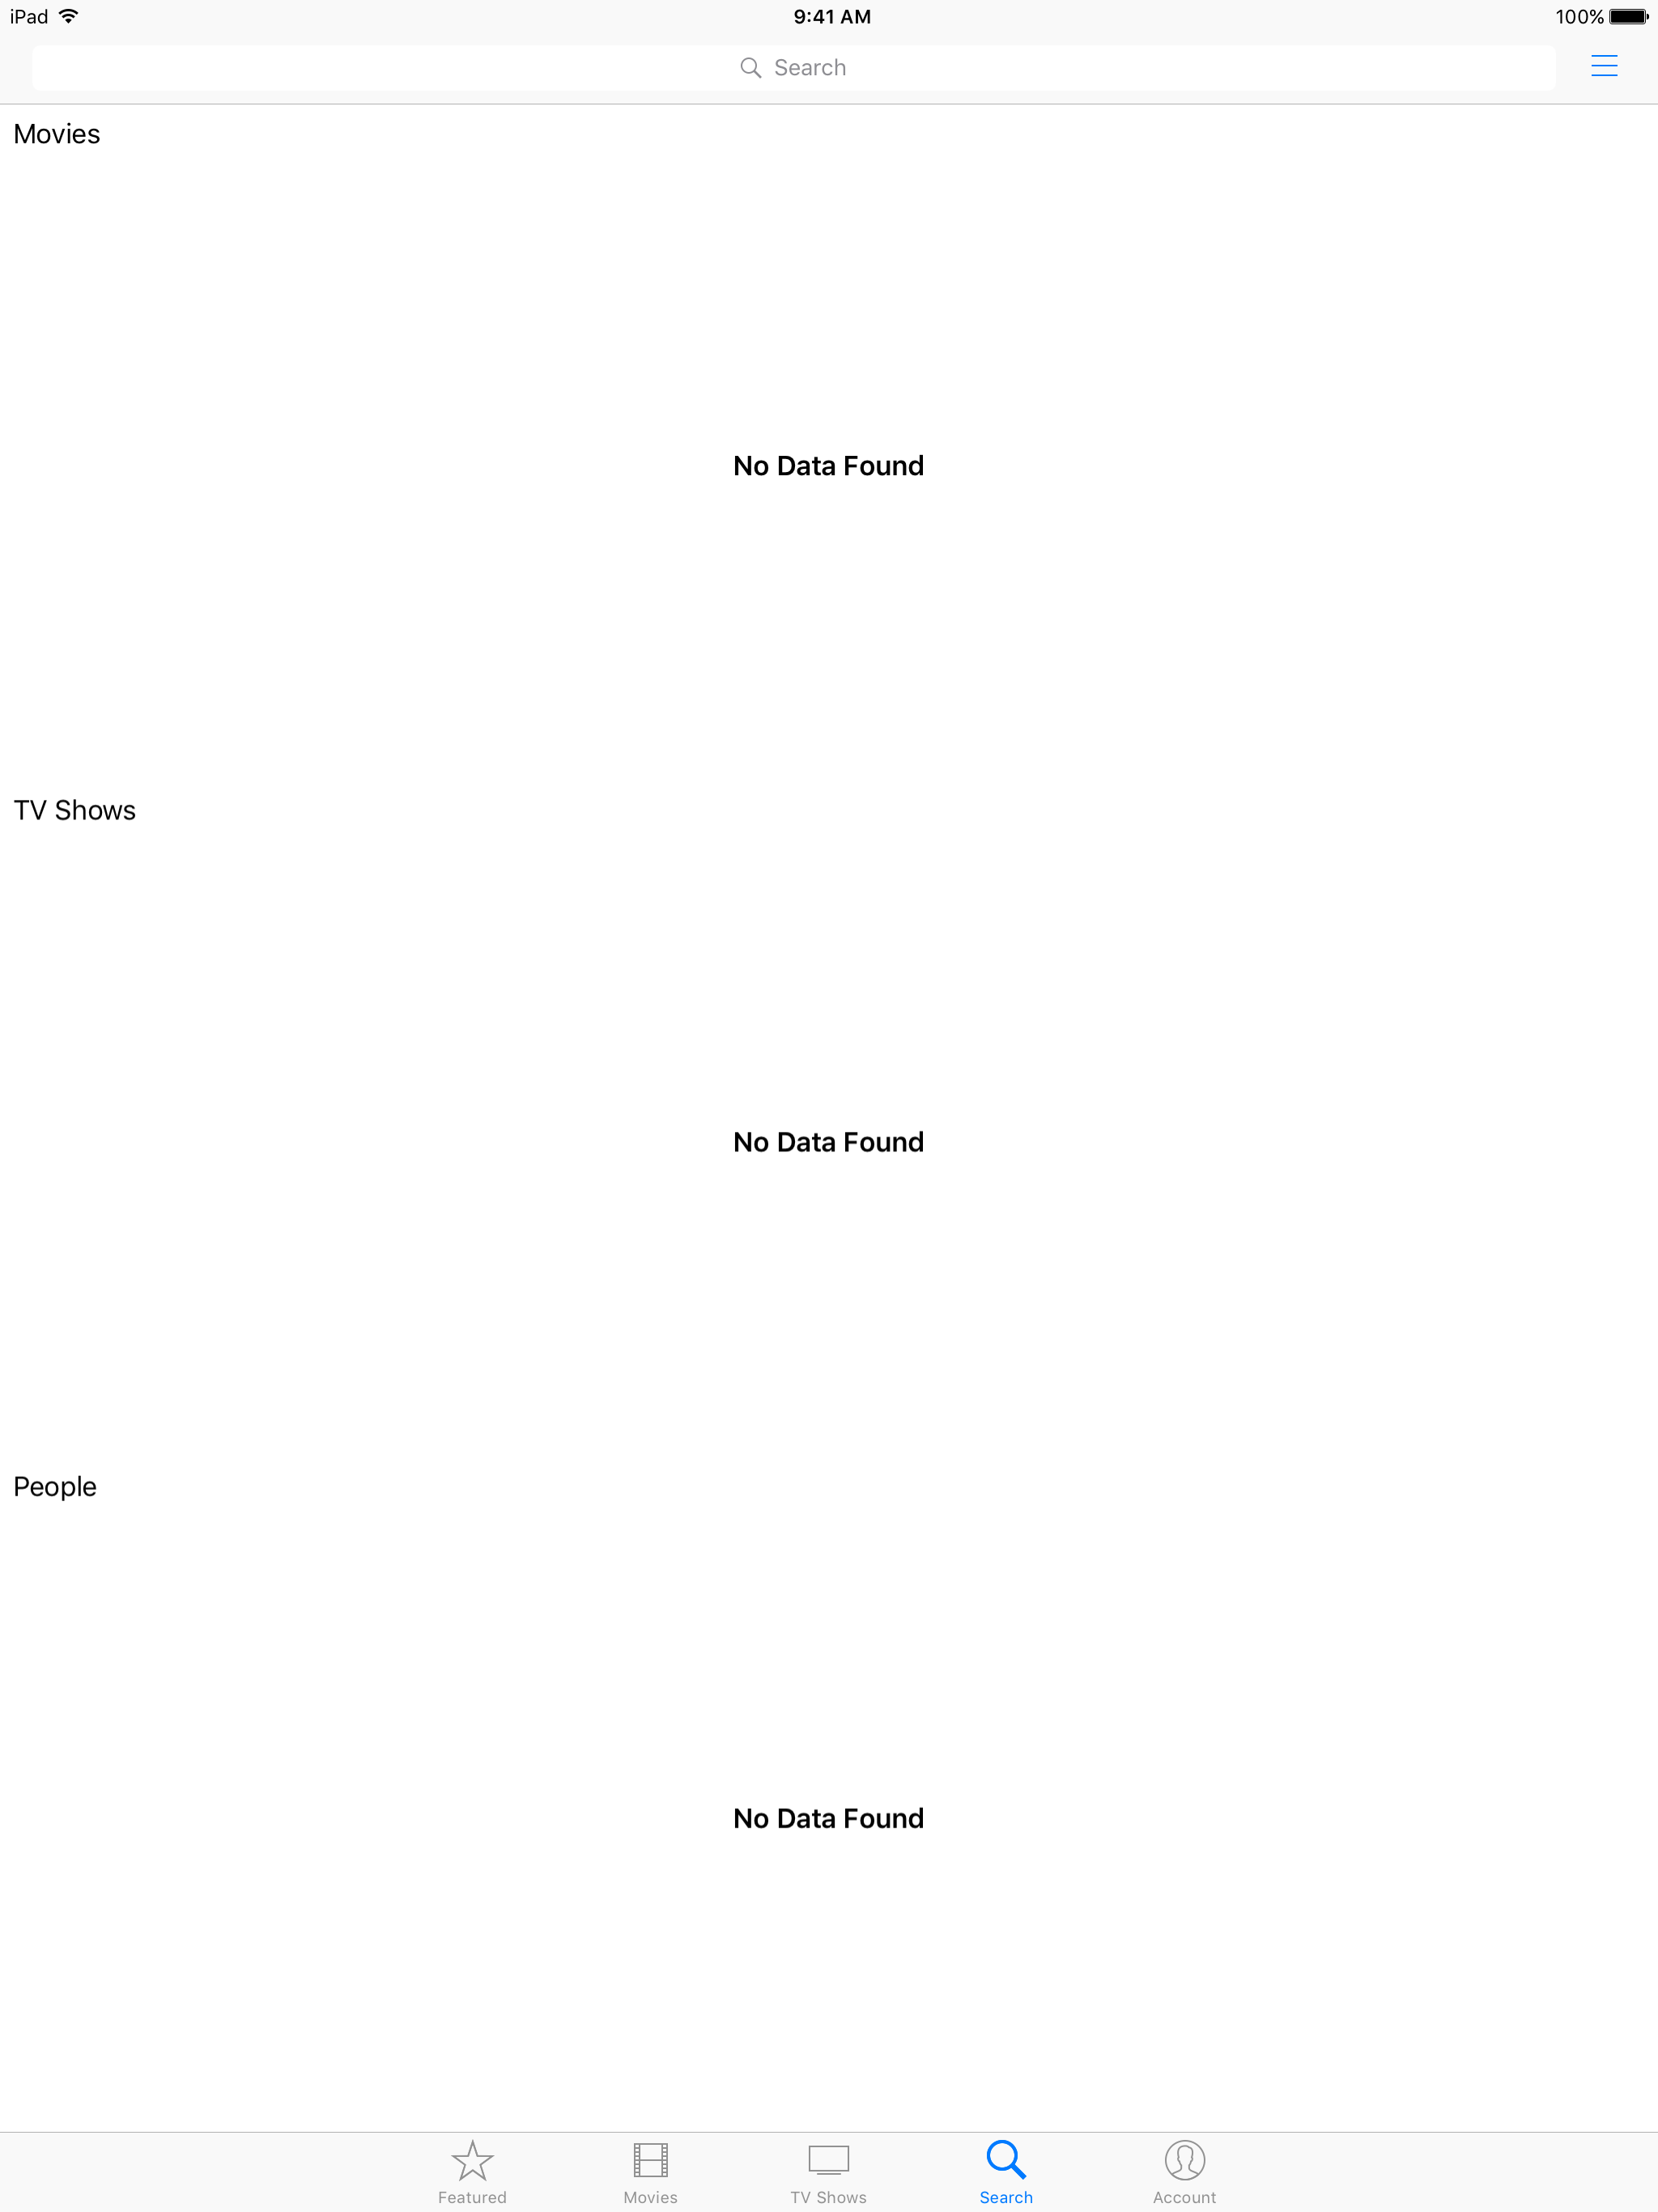 iPad 9:41 AM 100%
Search
Movies
No Data Found
TV Shows
No Data Found
People
No Data Found
Featured Movies TV Shows Search Account